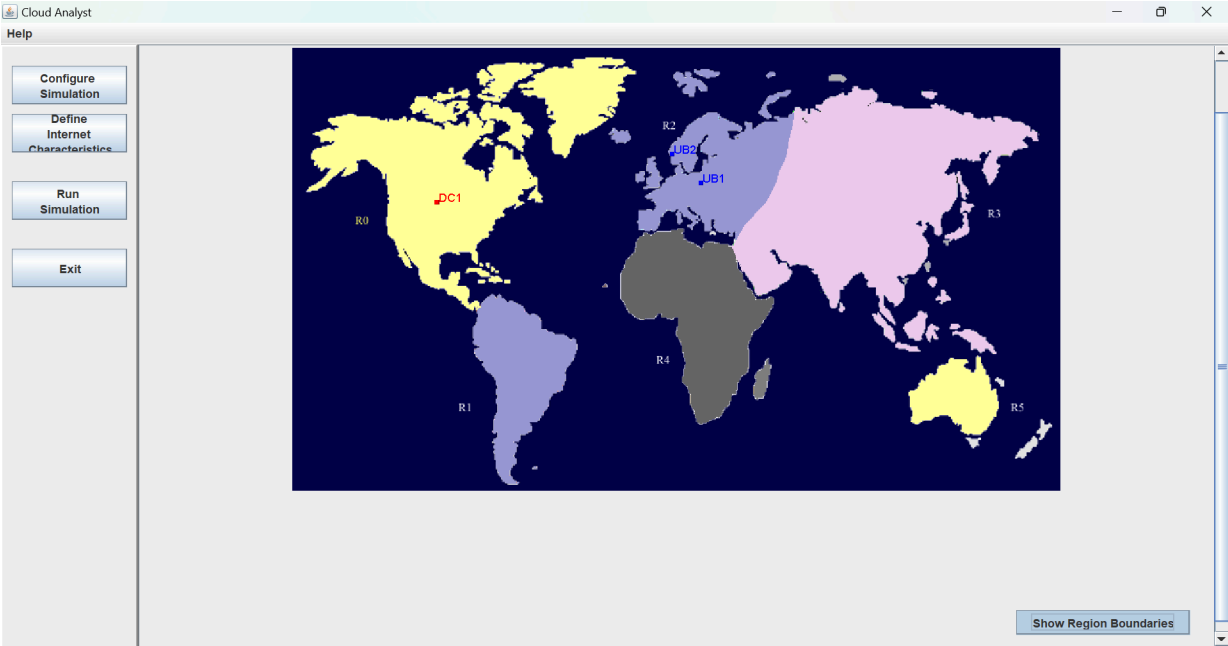 Cloud Analyst
Help
Configure
Simulation
Define
Internet
Characteristics
Run
Simulation
Exit
R2
UB2
UB1
DC1
R0
R3
R4
R1
R5
Show Region Boundaries